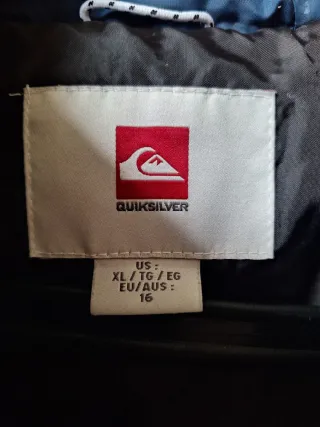 QUIKSILVER
US :
XL / TG / EG
EU/AUS :
16